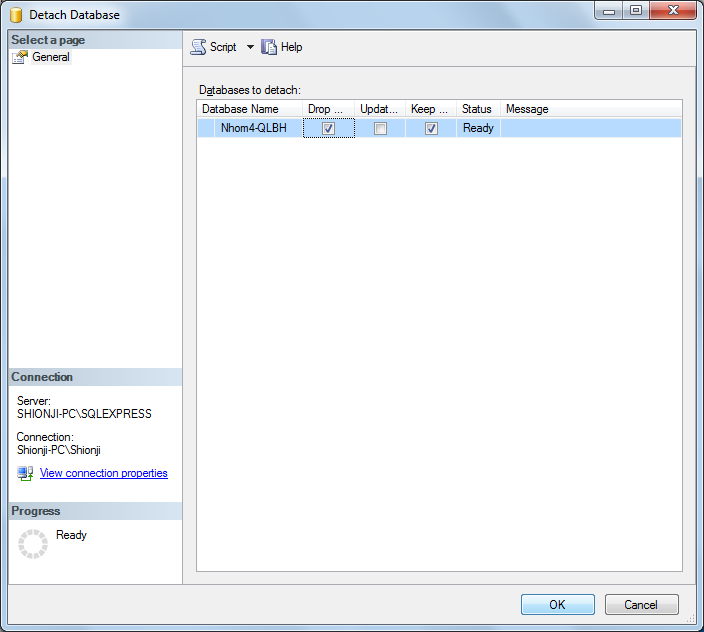 Detach Database
Select a page
General
Script
Help
Databases to detach:
Database Name Drop ... Updat... Keep ... Status Message
Nhom4-QLBH Ready
Connection
Server:
SHIONJI-PC\SQLEXPRESS
Connection:
Shionji-PC\Shionji
View connection properties
Progress
Ready
OK
Cancel